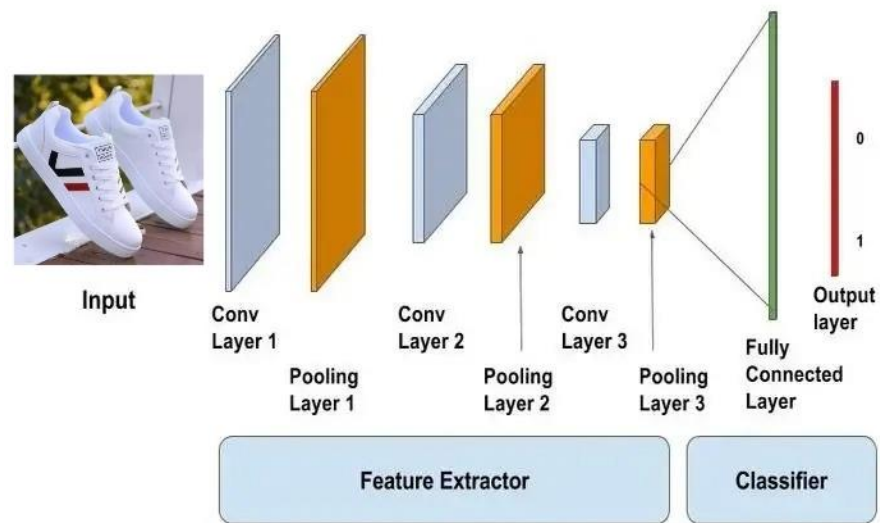 Input
Conv
Layer 1
Pooling
Layer 1
Conv
Layer 2
Pooling
Layer 2
Conv
Layer 3
Pooling
Layer 3
Fully
Connected
Layer
0
1
Output
layer
Feature Extractor
Classifier